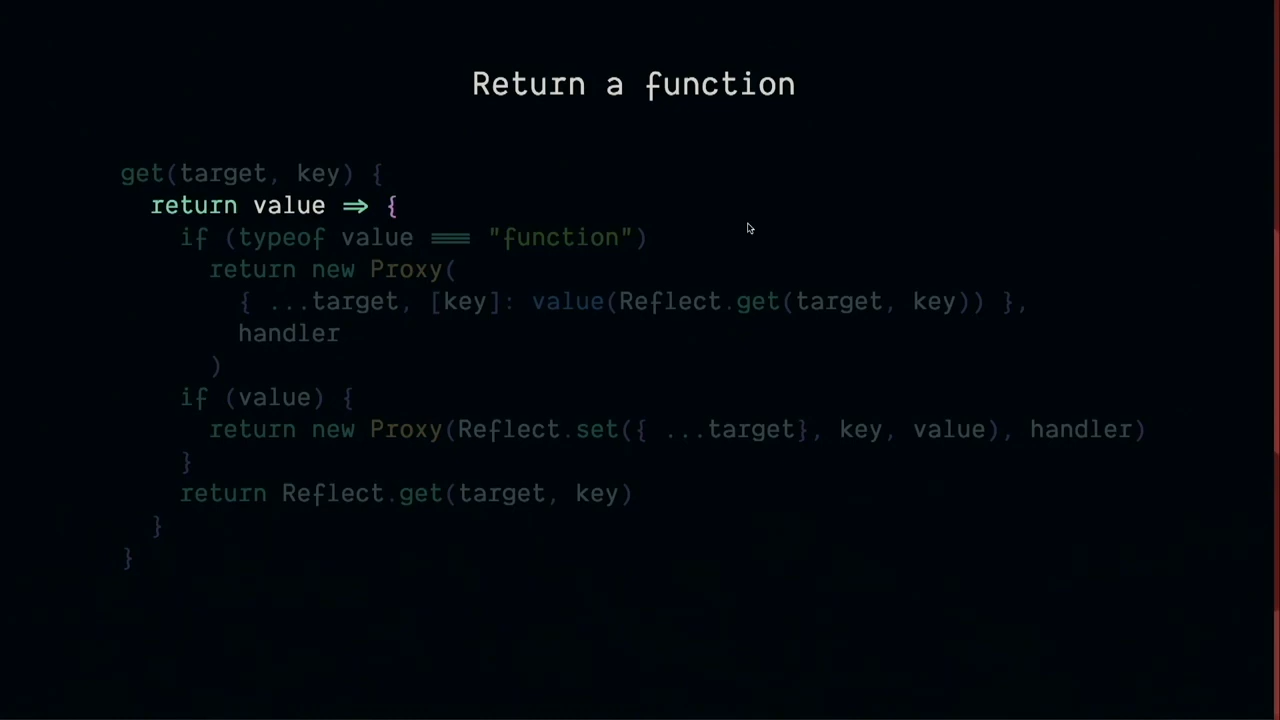 Return a function
get(target, key) {
return value => {
if (typeof value === "function")
return new Proxy(
{ ...target, [key]: value(Reflect.get(target, key)) },
handler
)
if (value) {
return new Proxy(Reflect.set({ ...target}, key, value), handler)
}
return Reflect.get(target, key)
}
}